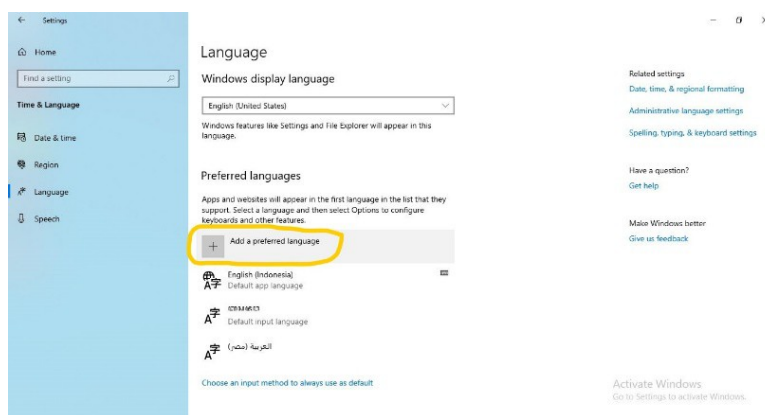 Settings
Home
Find a setting
Time & Language
Date & time
Region
Language
Speech
Language
Windows display language
English (United States)
Windows features like Settings and File Explorer will appear in this
language.
Preferred languages
Apps and websites will appear in the first language in the list that they
support. Select a language and then select Options to configure
keyboards and other features.
Add a preferred language
English (Indonesia)
Default app language
Default input language
العربية (مصر)
Choose an input method to always use as default
Related settings
Date, time, & regional formatting
Administrative language settings
Spelling, typing, & keyboard settings
Have a question?
Get help
Make Windows better
Give us feedback
Activate Windows
Go to Settings to activate Windows.